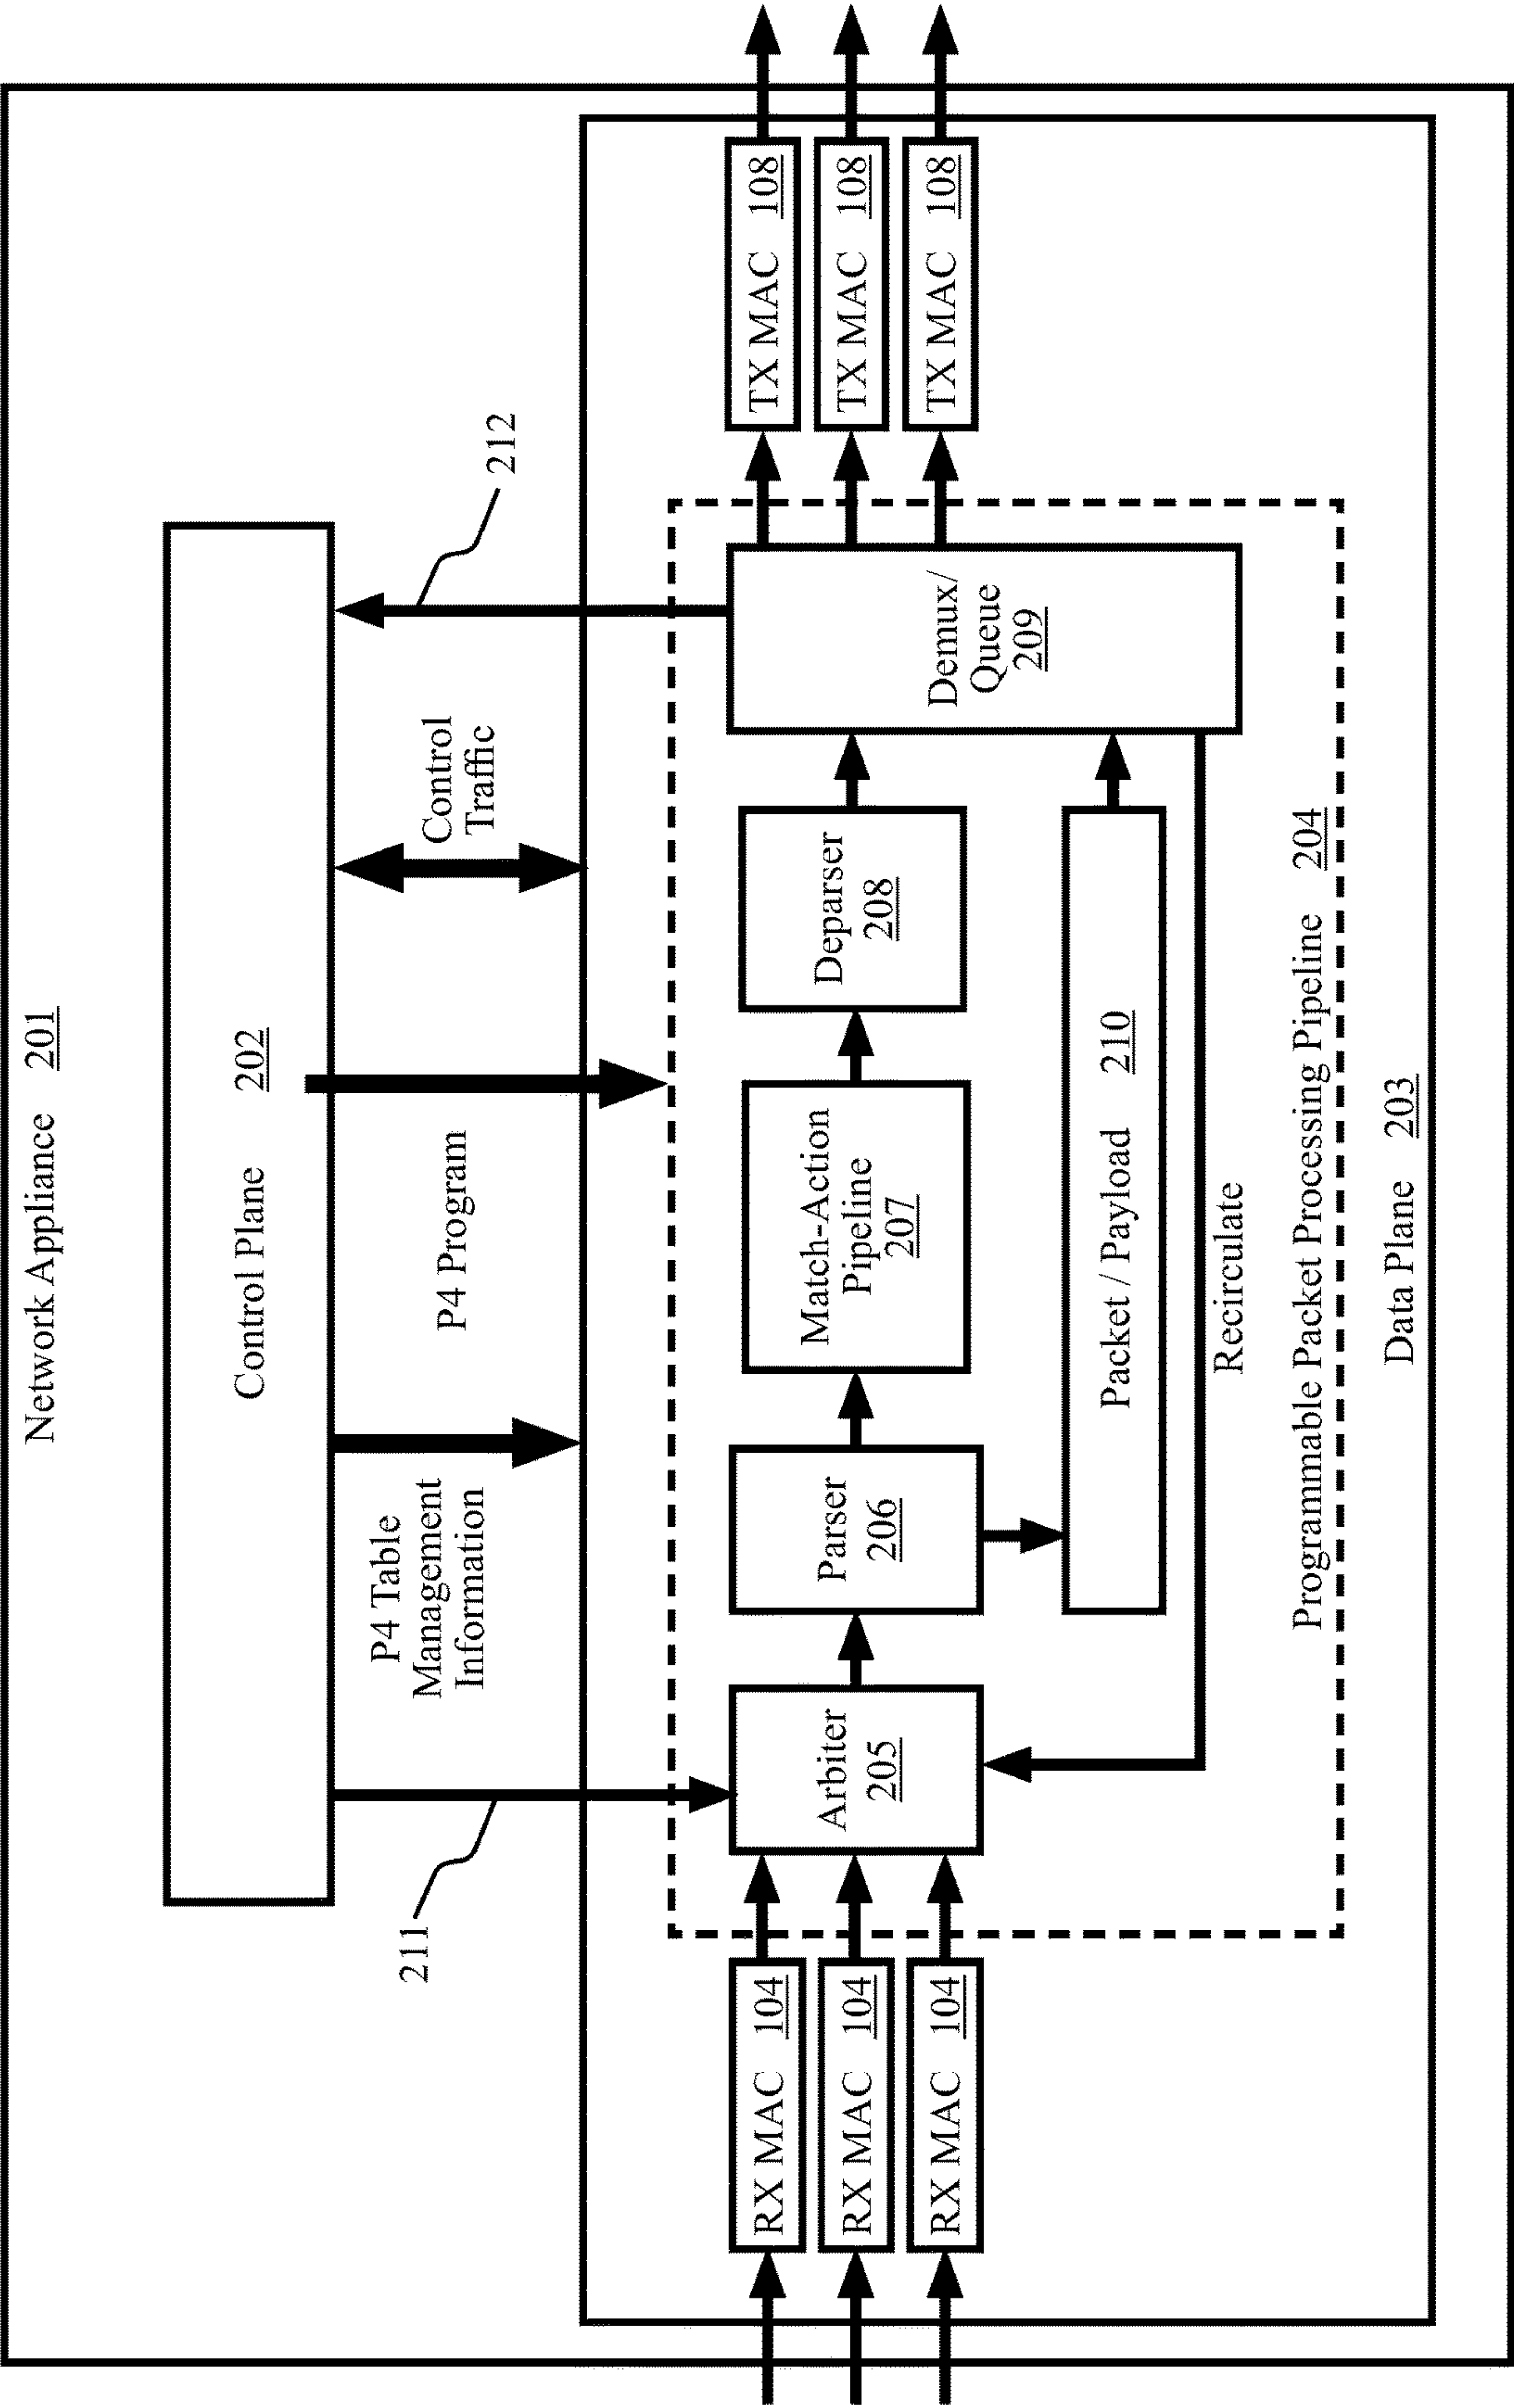 Network Appliance 201
Control Plane 202
211
P4 Table
Management
Information
P4 Program
Control
Traffic
212
RX MAC 104
RX MAC 104
RX MAC 104
Arbiter
205
Parser
206
Match-Action
Pipeline
207
Deparser
208
Demux/
Queue
209
TX MAC 108
TX MAC 108
TX MAC 108
Packet / Payload 210
Recirculate
Programmable Packet Processing Pipeline 204
Data Plane 203